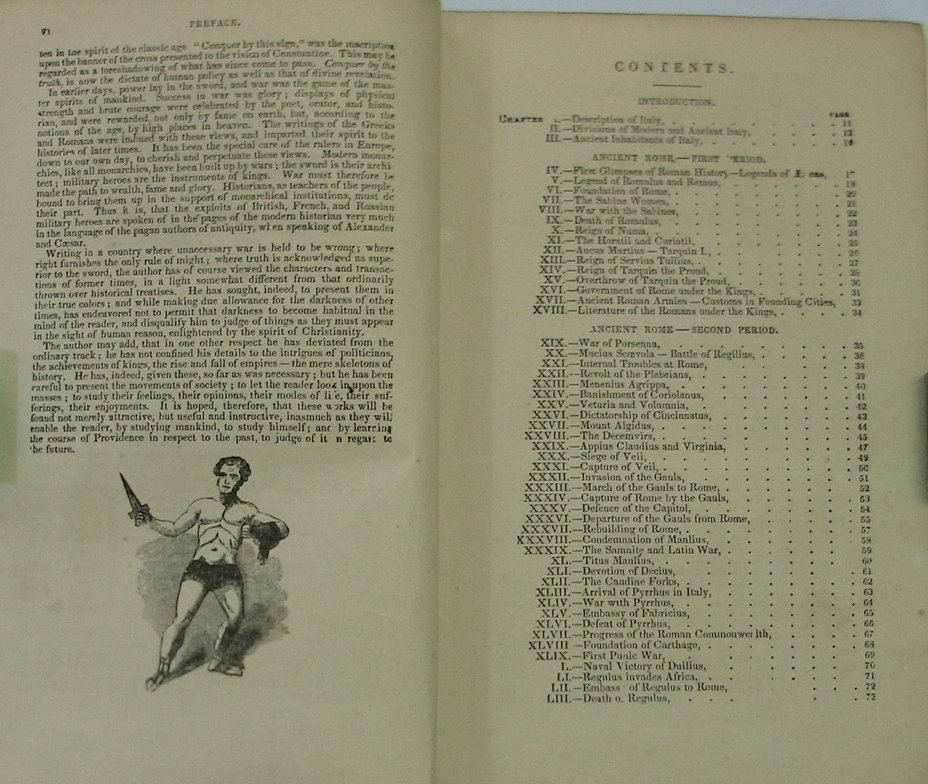 vi
PREFACE.
ten in the spirit of the classic age "Conquer by this sign," was the inscription
upon the banner of the cross presented to the vision of Constantine. This may be
regarded as a foreshadowing of what has since come to pass. Conquer by the
truth, is now the dictate of human policy as well as that of divine revelation.
In earlier days, power lay in the sword, and war was the game of the mas-
ter spirits of mankind. Success in war was glory; displays of physical
strength and brute courage were celebrated by the poet, orator, and histo-
rian, and were rewarded, not only by fame on earth, but, according to the
notions of the age, by high places in heaven. The writings of the Greeks
and Romans were imbued with these views, and imparted their spirit to the
histories of later times. It has been the special care of the rulers in Europe,
down to our own day, to cherish and perpetuate these views. Modern monar-
chies, like all monarchies, have been built up by wars; the sword is their archi-
tect; military heroes are the instruments of kings. War must therefore be
made the path to wealth, fame and glory. Historians, as teachers of the people,
bound to bring them up in the support of monarchical institutions, must do
their part. Thus it is, that the exploits of British, French, and Russian
military heroes are spoken of in the pages of the modern historian very much
in the language of the pagan authors of antiquity, when speaking of Alexander
and Cæsar.
Writing in a country where unnecessary war is held to be wrong; where
right furnishes the only rule of might; where truth is acknowledged as supe-
rior to the sword, the author has of course viewed the characters and transac-
tions of former times, in a light somewhat different from that ordinarily
thrown over historical treatises. He has sought, indeed, to present them in
their true colors; and while making due allowance for the darkness of other
times, has endeavored not to permit that darkness to become habitual in the
mind of the reader, and disqualify him to judge of things as they must appear
in the sight of human reason, enlightened by the spirit of Christianity.
The author may add, that in one other respect he has deviated from the
ordinary track; he has not confined his details to the intrigues of politicians,
the achievements of kings, the rise and fall of empires — the mere skeletons of
history. He has, indeed, given these, so far as was necessary; but he has been
careful to present the movements of society; to let the reader look in upon the
masses; to study their feelings, their opinions, their modes of life, their suf-
ferings, their enjoyments. It is hoped, therefore, that these works will be
found not merely attractive, but useful and instructive, inasmuch as they will
enable the reader, by studying mankind, to study himself; and by learning
the course of Providence in respect to the past, to judge of it in regard to
the future.
CONTENTS.
INTRODUCTION.
CHAPTER PAGE
I.—Description of Italy, 11
II.—Divisions of Modern and Ancient Italy, 13
III.—Ancient Inhabitants of Italy, 16
ANCIENT ROME — FIRST PERIOD.
IV.—First Glimpses of Roman History—Legends of Æneas, 17
V.—Legend of Romulus and Remus, 19
VI.—Foundation of Rome, 20
VII.—The Sabine Women, 21
VIII.—War with the Sabines, 22
IX.—Death of Romulus, 23
X.—Reign of Numa, 24
XI.—The Horatii and Curiatii, 25
XII.—Ancus Martius — Tarquin I., 26
XIII.—Reign of Servius Tullius, 27
XIV.—Reign of Tarquin the Proud, 28
XV.—Overthrow of Tarquin the Proud, 30
XVI.—Government of Rome under the Kings, 31
XVII.—Ancient Roman Armies — Customs in Founding Cities, 33
XVIII.—Literature of the Romans under the Kings, 34
ANCIENT ROME — SECOND PERIOD.
XIX.—War of Porsenna, 35
XX.—Mucius Scævola — Battle of Regillus, 36
XXI.—Internal Troubles at Rome, 38
XXII.—Revolt of the Plebeians, 39
XXIII.—Menenius Agrippa, 40
XXIV.—Banishment of Coriolanus, 41
XXV.—Veturia and Volumnia, 42
XXVI.—Dictatorship of Cincinnatus, 43
XXVII.—Mount Algidus, 44
XXVIII.—The Decemvirs, 45
XXIX.—Appius Claudius and Virginia, 47
XXX.—Siege of Veii, 49
XXXI.—Capture of Veii, 50
XXXII.—Invasion of the Gauls, 51
XXXIII.—March of the Gauls to Rome, 52
XXXIV.—Capture of Rome by the Gauls, 53
XXXV.—Defence of the Capitol, 54
XXXVI.—Departure of the Gauls from Rome, 55
XXXVII.—Rebuilding of Rome, 57
XXXVIII.—Condemnation of Manlius, 58
XXXIX.—The Samnite and Latin War, 59
XL.—Titus Manlius, 60
XLI.—Devotion of Decius, 61
XLII.—The Caudine Forks, 62
XLIII.—Arrival of Pyrrhus in Italy, 63
XLIV.—War with Pyrrhus, 64
XLV.—Embassy of Fabricius, 65
XLVI.—Defeat of Pyrrhus, 66
XLVII.—Progress of the Roman Commonwealth, 67
XLVIII—Foundation of Carthage, 68
XLIX.—First Punic War, 69
L.—Naval Victory of Duilius, 70
LI.—Regulus invades Africa, 71
LII.—Embassy of Regulus to Rome, 72
LIII.—Death of Regulus, 73